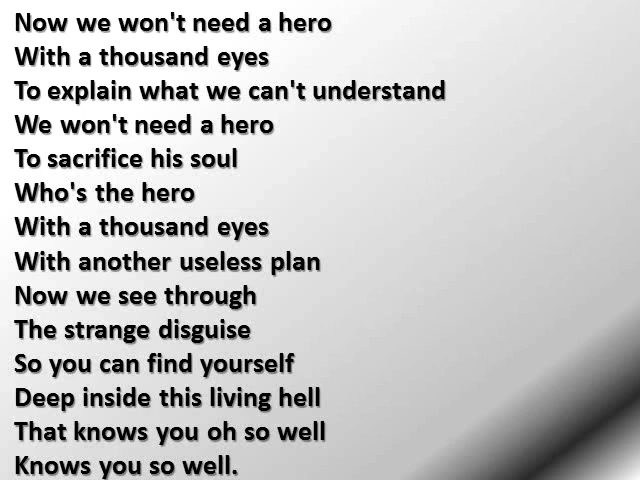 Now we won't need a hero
With a thousand eyes
To explain what we can't understand
We won't need a hero
To sacrifice his soul
Who's the hero
With a thousand eyes
With another useless plan
Now we see through
The strange disguise
So you can find yourself
Deep inside this living hell
That knows you oh so well
Knows you so well.